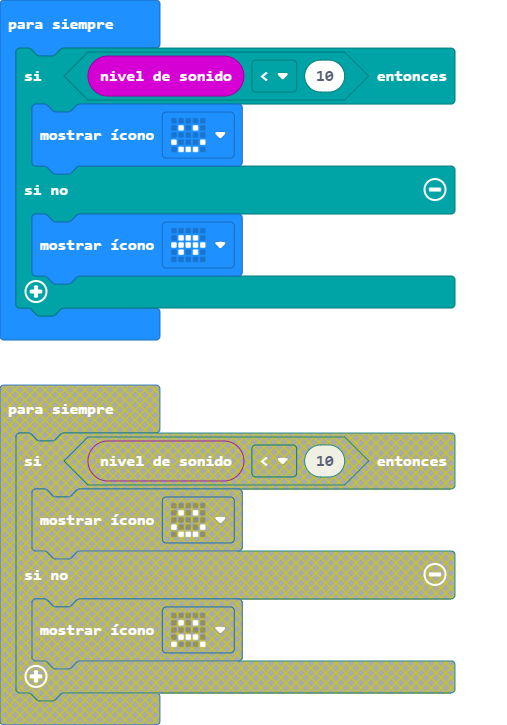 para siempre
si nivel de sonido < 10 entonces
mostrar ícono
si no
mostrar ícono
para siempre
si nivel de sonido < 10 entonces
mostrar ícono
si no
mostrar ícono